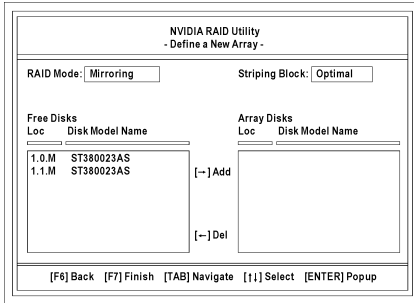 NVIDIA RAID Utility
- Define a New Array -
RAID Mode: Mirroring Striping Block: Optimal
Free Disks Array Disks
Loc Disk Model Name Loc Disk Model Name
1.0.M ST380023AS
1.1.M ST380023AS
[→] Add
[←] Del
[F6] Back [F7] Finish [TAB] Navigate [↑↓] Select [ENTER] Popup